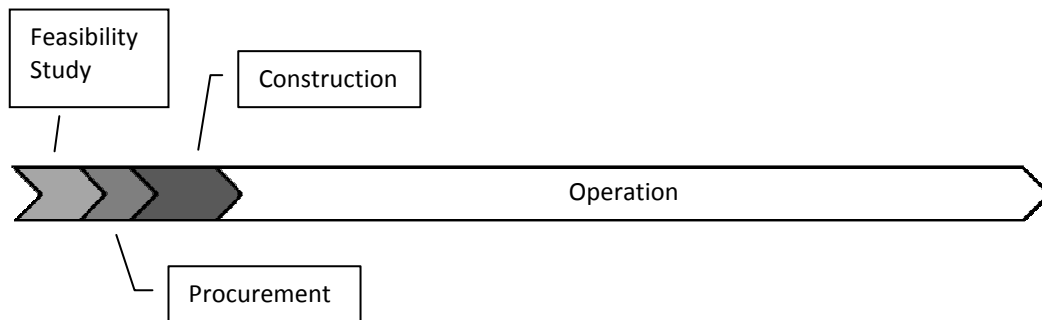 Feasibility
Study
Construction
Operation
Procurement